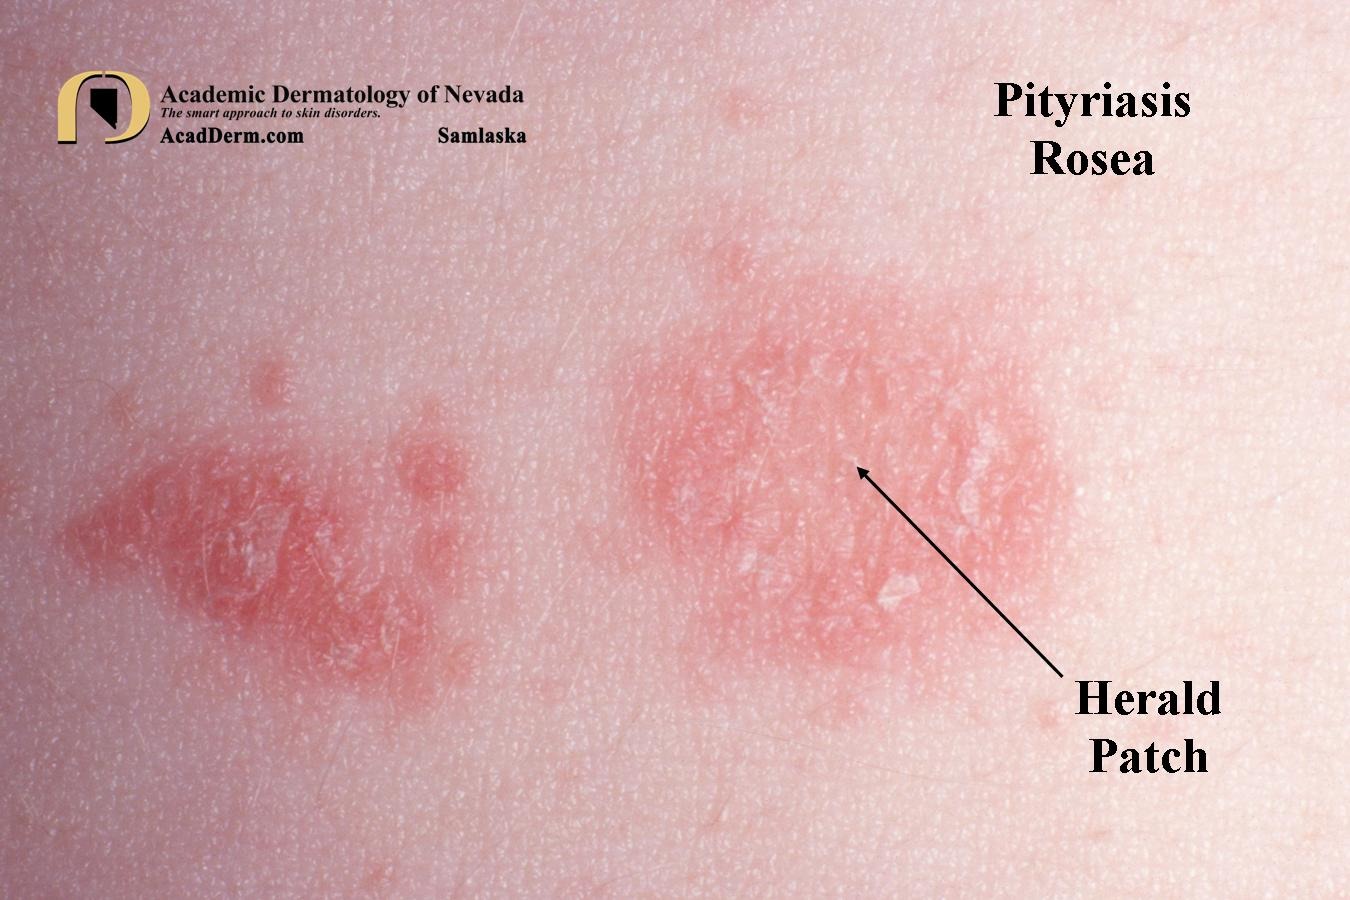 Academic Dermatology of Nevada
The smart approach to skin disorders.
AcadDerm.com Samlaska
Pityriasis
Rosea
Herald
Patch